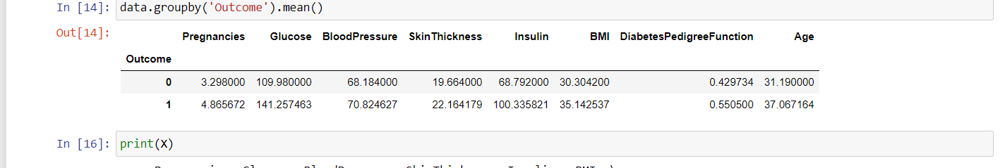 In [14]: data.groupby('Outcome').mean()
Out[14]:
Pregnancies Glucose BloodPressure SkinThickness Insulin BMI DiabetesPedigreeFunction Age
Outcome
0 3.298000 109.980000 68.184000 19.664000 68.792000 30.304200 0.429734 31.190000
1 4.865672 141.257463 70.824627 22.164179 100.335821 35.142537 0.550500 37.067164
In [16]: print(X)